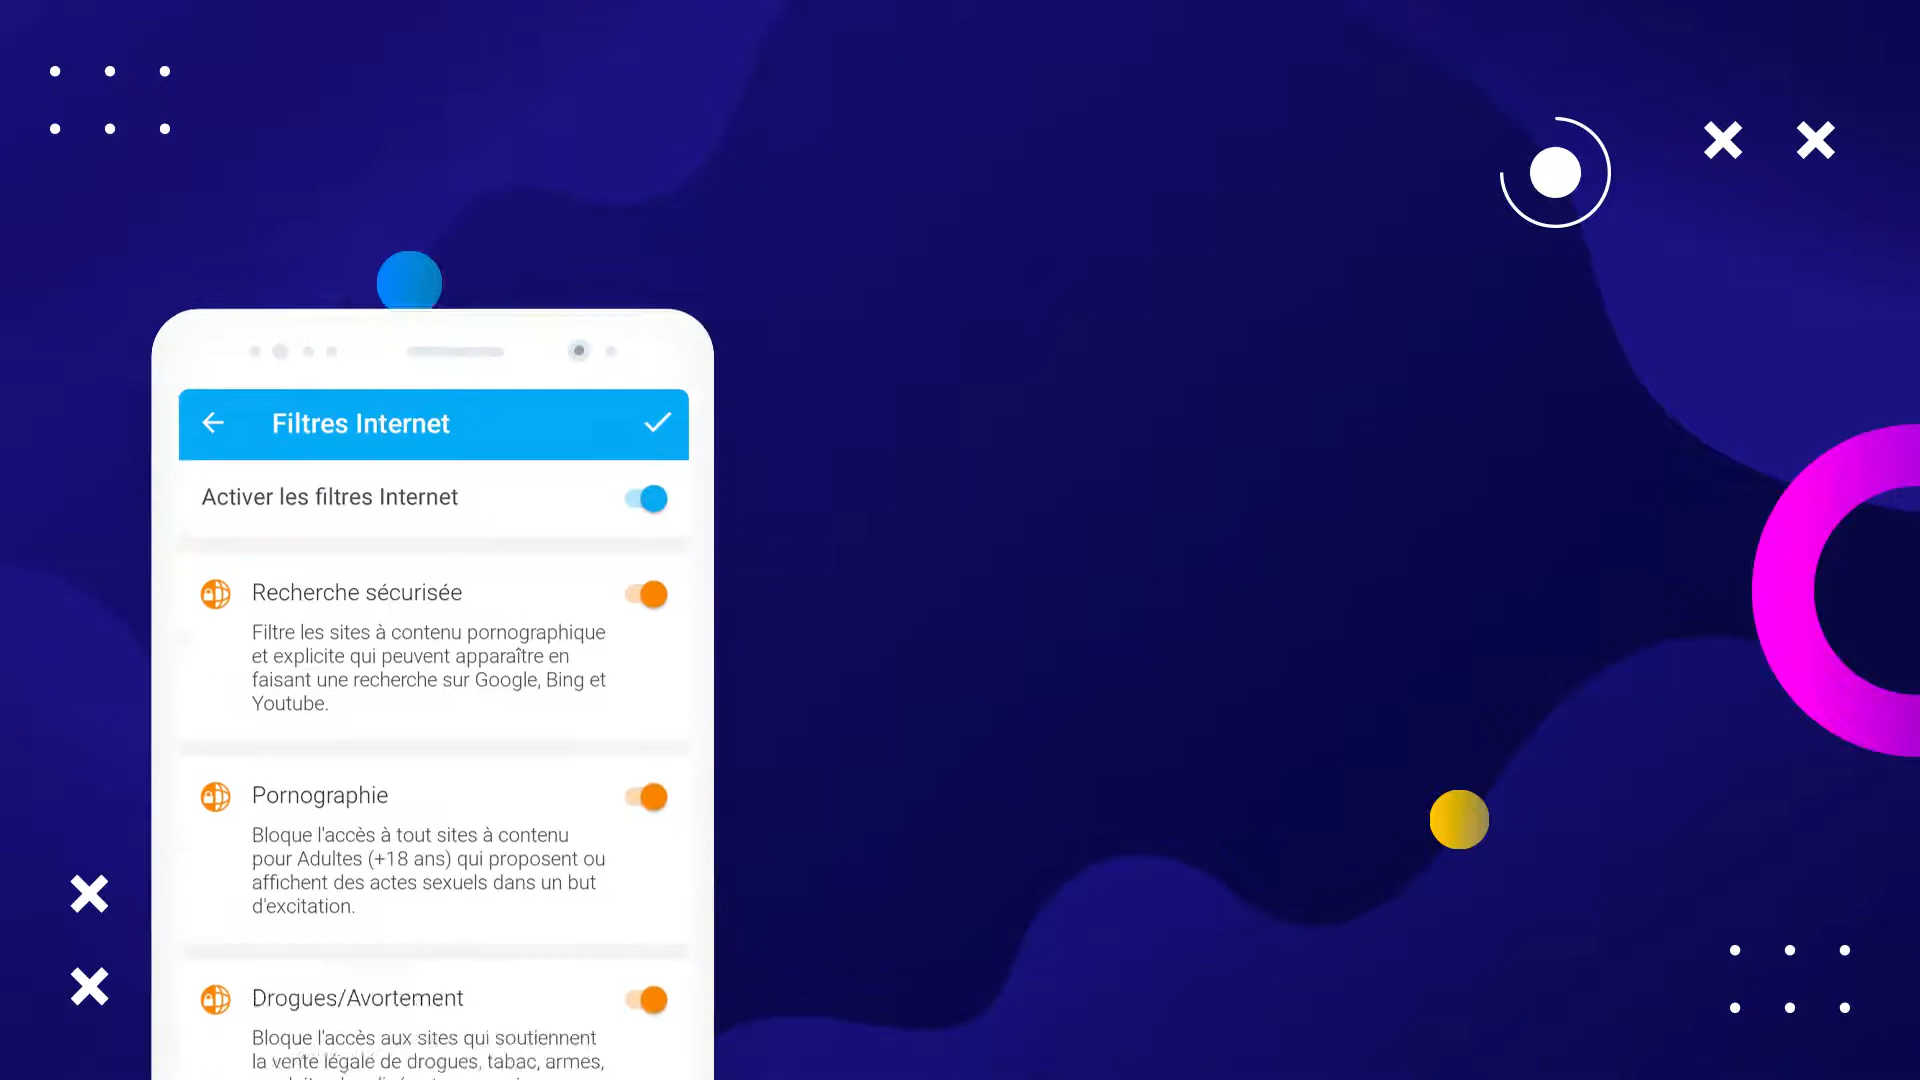 Filtres Internet
Activer les filtres Internet
Recherche sécurisée
Filtre les sites à contenu pornographique
et explicite qui peuvent apparaître en
faisant une recherche sur Google, Bing et
Youtube.
Pornographie
Bloque l'accès à tout sites à contenu
pour Adultes (+18 ans) qui proposent ou
affichent des actes sexuels dans un but
d'excitation.
Drogues/Avortement
Bloque l'accès aux sites qui soutiennent
la vente légale de drogues, tabac, armes,